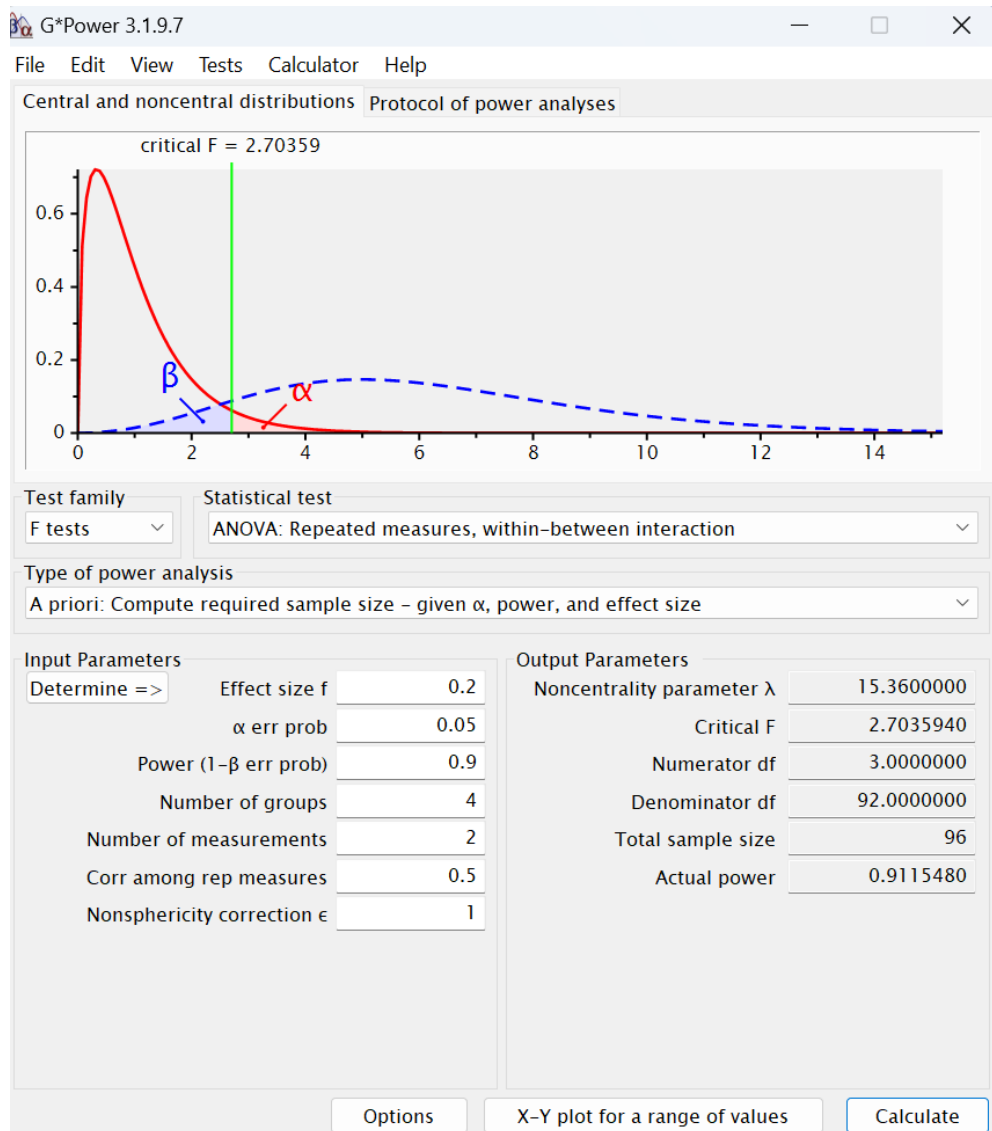 G*Power 3.1.9.7
File Edit View Tests Calculator Help
Central and noncentral distributions Protocol of power analyses
critical F = 2.70359
0.6
0.4
0.2
0
β
α
0 2 4 6 8 10 12 14
Test family Statistical test
F tests ANOVA: Repeated measures, within-between interaction
Type of power analysis
A priori: Compute required sample size - given α, power, and effect size
Input Parameters
Determine => Effect size f 0.2
α err prob 0.05
Power (1-β err prob) 0.9
Number of groups 4
Number of measurements 2
Corr among rep measures 0.5
Nonsphericity correction ϵ 1
Output Parameters
Noncentrality parameter λ 15.3600000
Critical F 2.7035940
Numerator df 3.0000000
Denominator df 92.0000000
Total sample size 96
Actual power 0.9115480
Options X-Y plot for a range of values Calculate